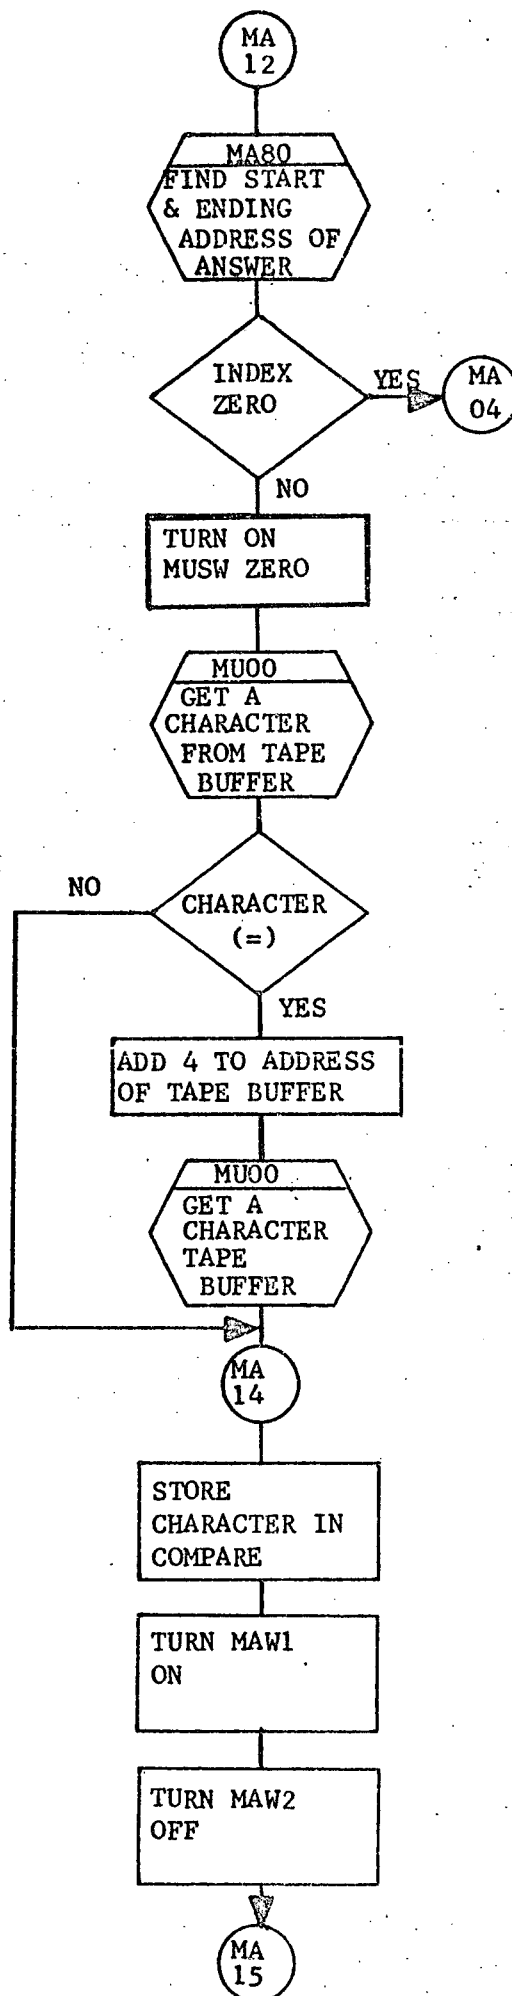 MA
12
MA80
FIND START
& ENDING
ADDRESS OF
ANSWER
INDEX
ZERO
YES
MA
04
NO
TURN ON
MUSW ZERO
MU00
GET A
CHARACTER
FROM TAPE
BUFFER
NO
CHARACTER
(=)
YES
ADD 4 TO ADDRESS
OF TAPE BUFFER
MU00
GET A
CHARACTER
TAPE
BUFFER
MA
14
STORE
CHARACTER IN
COMPARE
TURN MAW1
ON
TURN MAW2
OFF
MA
15